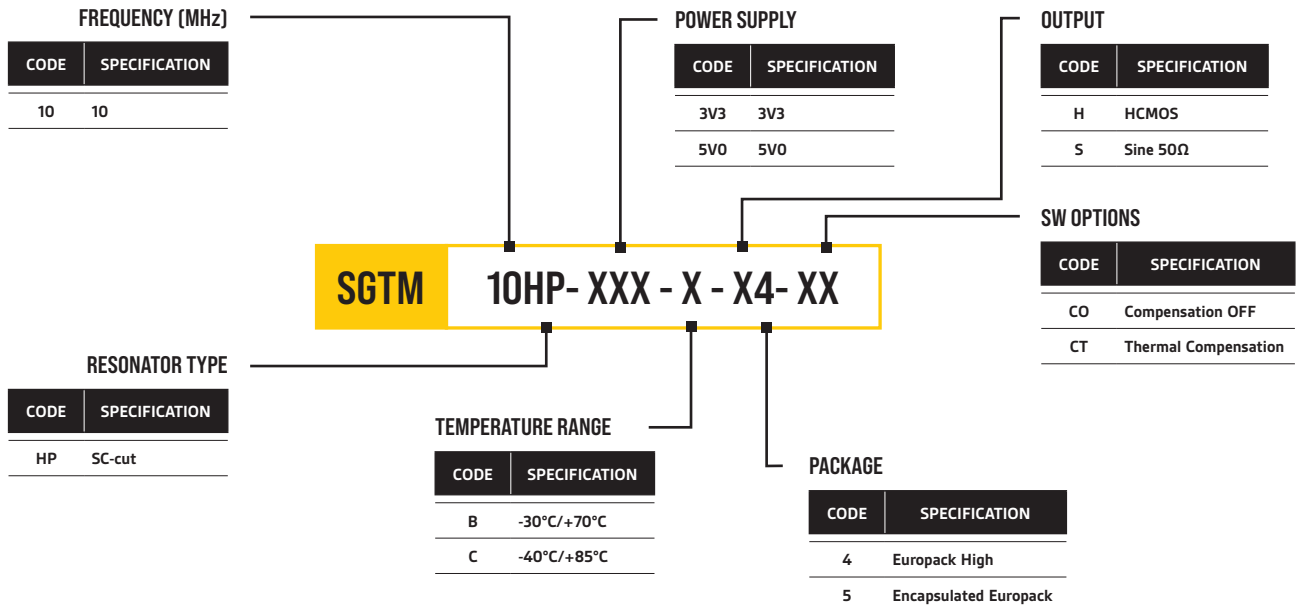 FREQUENCY (MHz)
CODE SPECIFICATION
10 10
POWER SUPPLY
CODE SPECIFICATION
3V3 3V3
5V0 5V0
OUTPUT
CODE SPECIFICATION
H HCMOS
S Sine 50Ω
SW OPTIONS
CODE SPECIFICATION
CO Compensation OFF
CT Thermal Compensation
SGTM 10HP- XXX - X - X4- XX
RESONATOR TYPE
CODE SPECIFICATION
HP SC-cut
TEMPERATURE RANGE
CODE SPECIFICATION
B -30°C/+70°C
C -40°C/+85°C
PACKAGE
CODE SPECIFICATION
4 Europack High
5 Encapsulated Europack